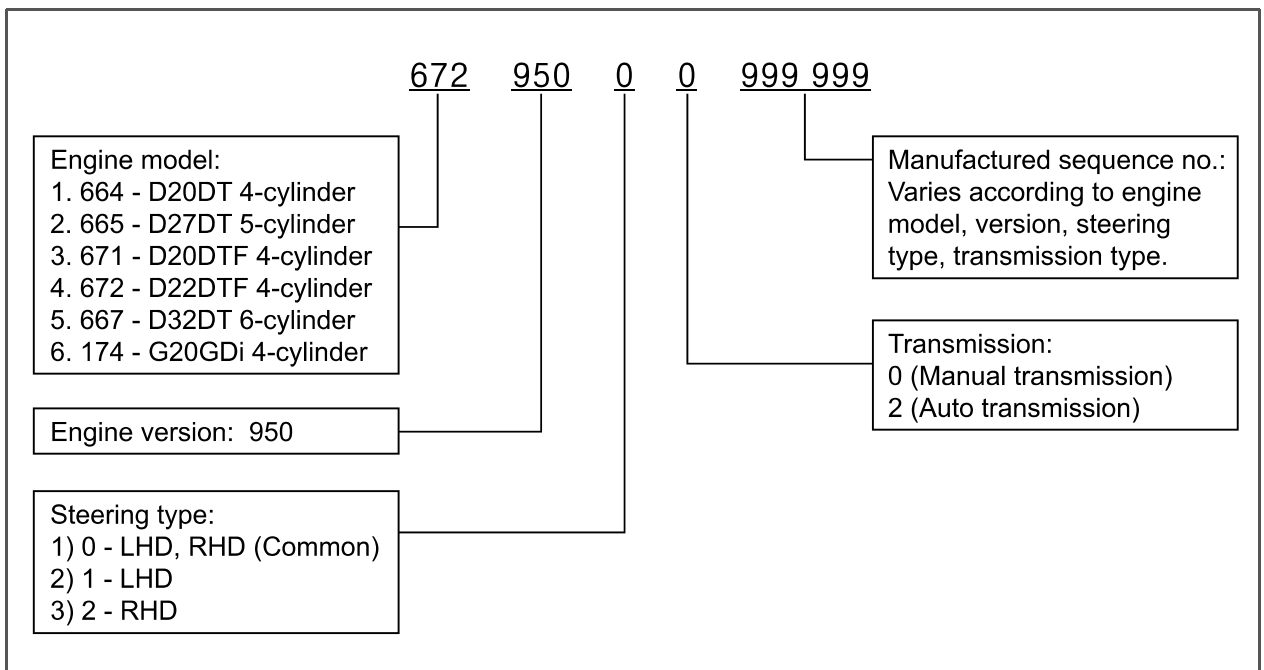 672 950 0 0 999 999
Engine model:
1. 664 - D20DT 4-cylinder
2. 665 - D27DT 5-cylinder
3. 671 - D20DTF 4-cylinder
4. 672 - D22DTF 4-cylinder
5. 667 - D32DT 6-cylinder
6. 174 - G20GDi 4-cylinder
Engine version: 950
Steering type:
1) 0 - LHD, RHD (Common)
2) 1 - LHD
3) 2 - RHD
Manufactured sequence no.:
Varies according to engine
model, version, steering
type, transmission type.
Transmission:
0 (Manual transmission)
2 (Auto transmission)